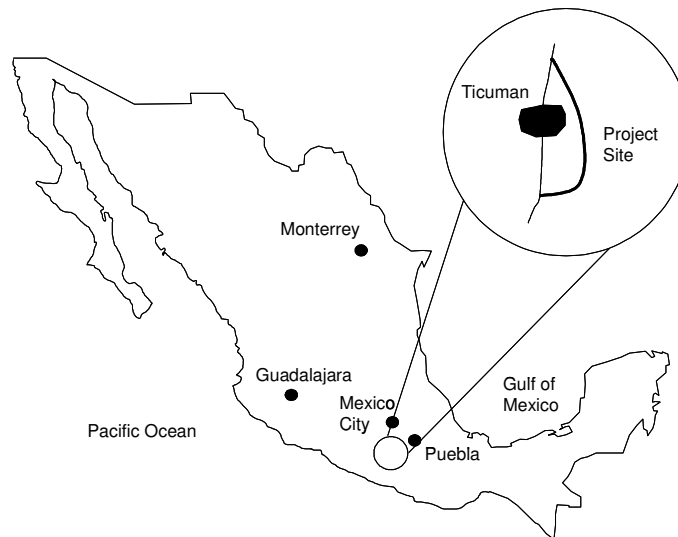 Ticuman
Project
Site
Monterrey
Guadalajara
Mexico
City
Gulf of
Mexico
Pacific Ocean
Puebla